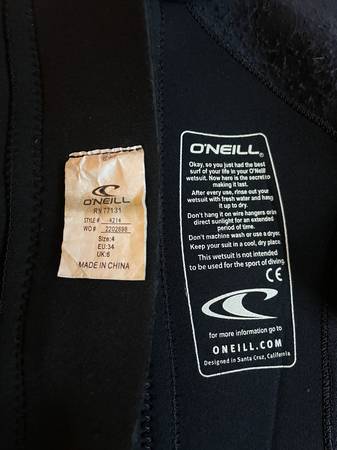 O'NEILL
RN 77131
STYLE # 4214
WO # 2202698
Size:4
EU:34
UK:6
MADE IN CHINA
O'NEILL®
Okay, so you just had the best
surf of your life in your O'Neill
wetsuit. Now here is the secret to
making it last.
After every use, rinse out your
wetsuit with fresh water and hang
it up to dry.
Don't hang it on wire hangers or in
direct sunlight for an extended
period of time.
Don't machine wash or use a dryer.
Keep your suit in a cool, dry place.
This wetsuit is not intended
to be used for the sport of diving.
CE
for more information go to
ONEILL.COM
Designed in Santa Cruz, California